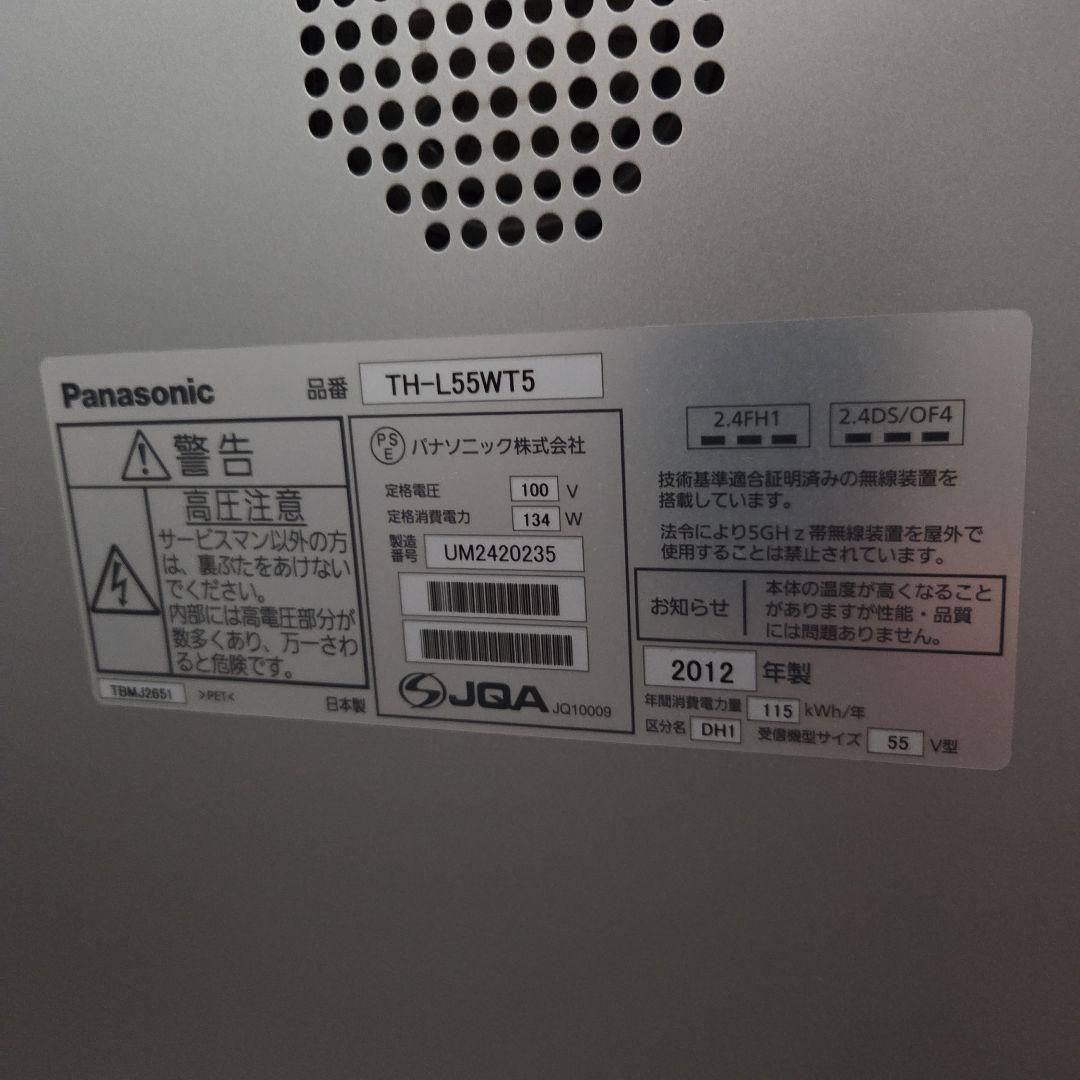 Panasonic 品番 TH-L55WT5
警告
高圧注意
サービスマン以外の方
は、裏ぶたをあけない
でください。
内部には高電圧部分が
数多くあり、万一さわ
ると危険です。
TBMJ2651 >PET< 日本製
PSE パナソニック株式会社
定格電圧 100 V
定格消費電力 134 W
製造
番号 UM2420235
JQA JQ10009
2.4FH1 2.4DS/OF4
技術基準適合証明済みの無線装置を
搭載しています。
法令により5GHz帯無線装置を屋外で
使用することは禁止されています。
お知らせ
本体の温度が高くなること
がありますが性能・品質
には問題ありません。
2012 年製
年間消費電力量 115 kWh/年
区分名 DH1 受信機型サイズ 55 V型